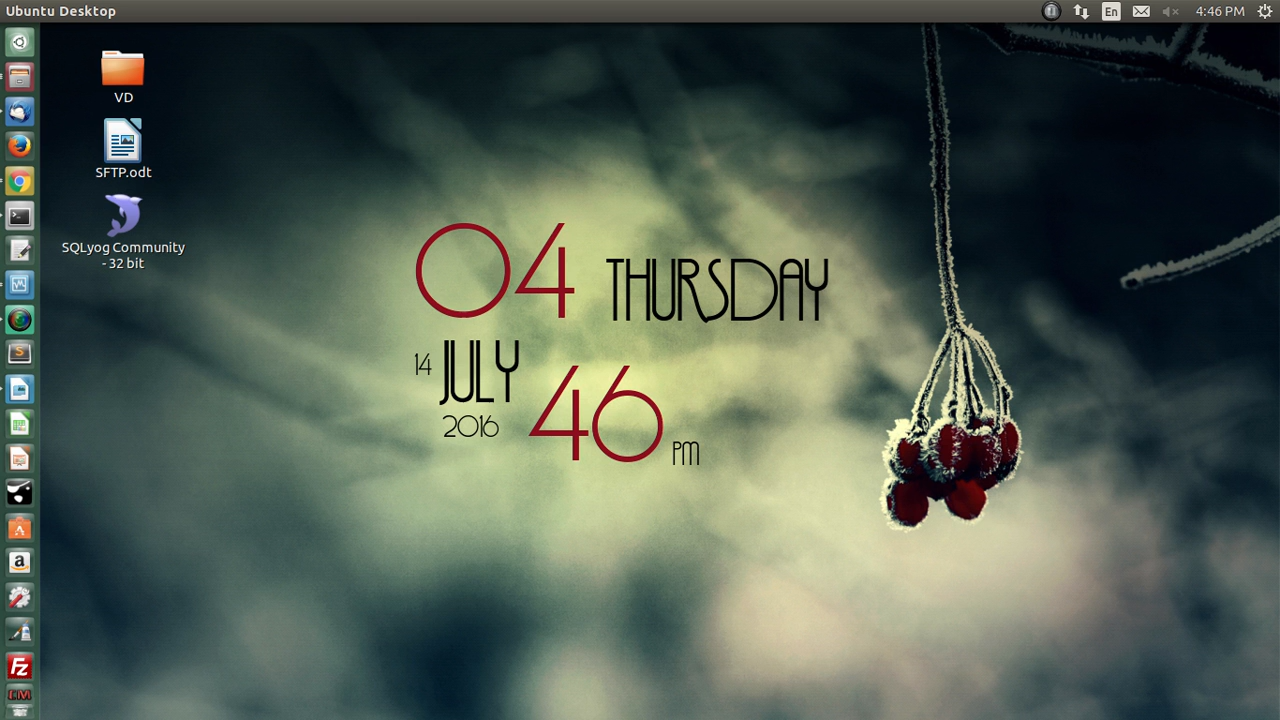 Ubuntu Desktop
En
4:46 PM
VD
SFTP.odt
SQLyog Community
- 32 bit
04 THURSDAY
14 JULY
2016
46 PM